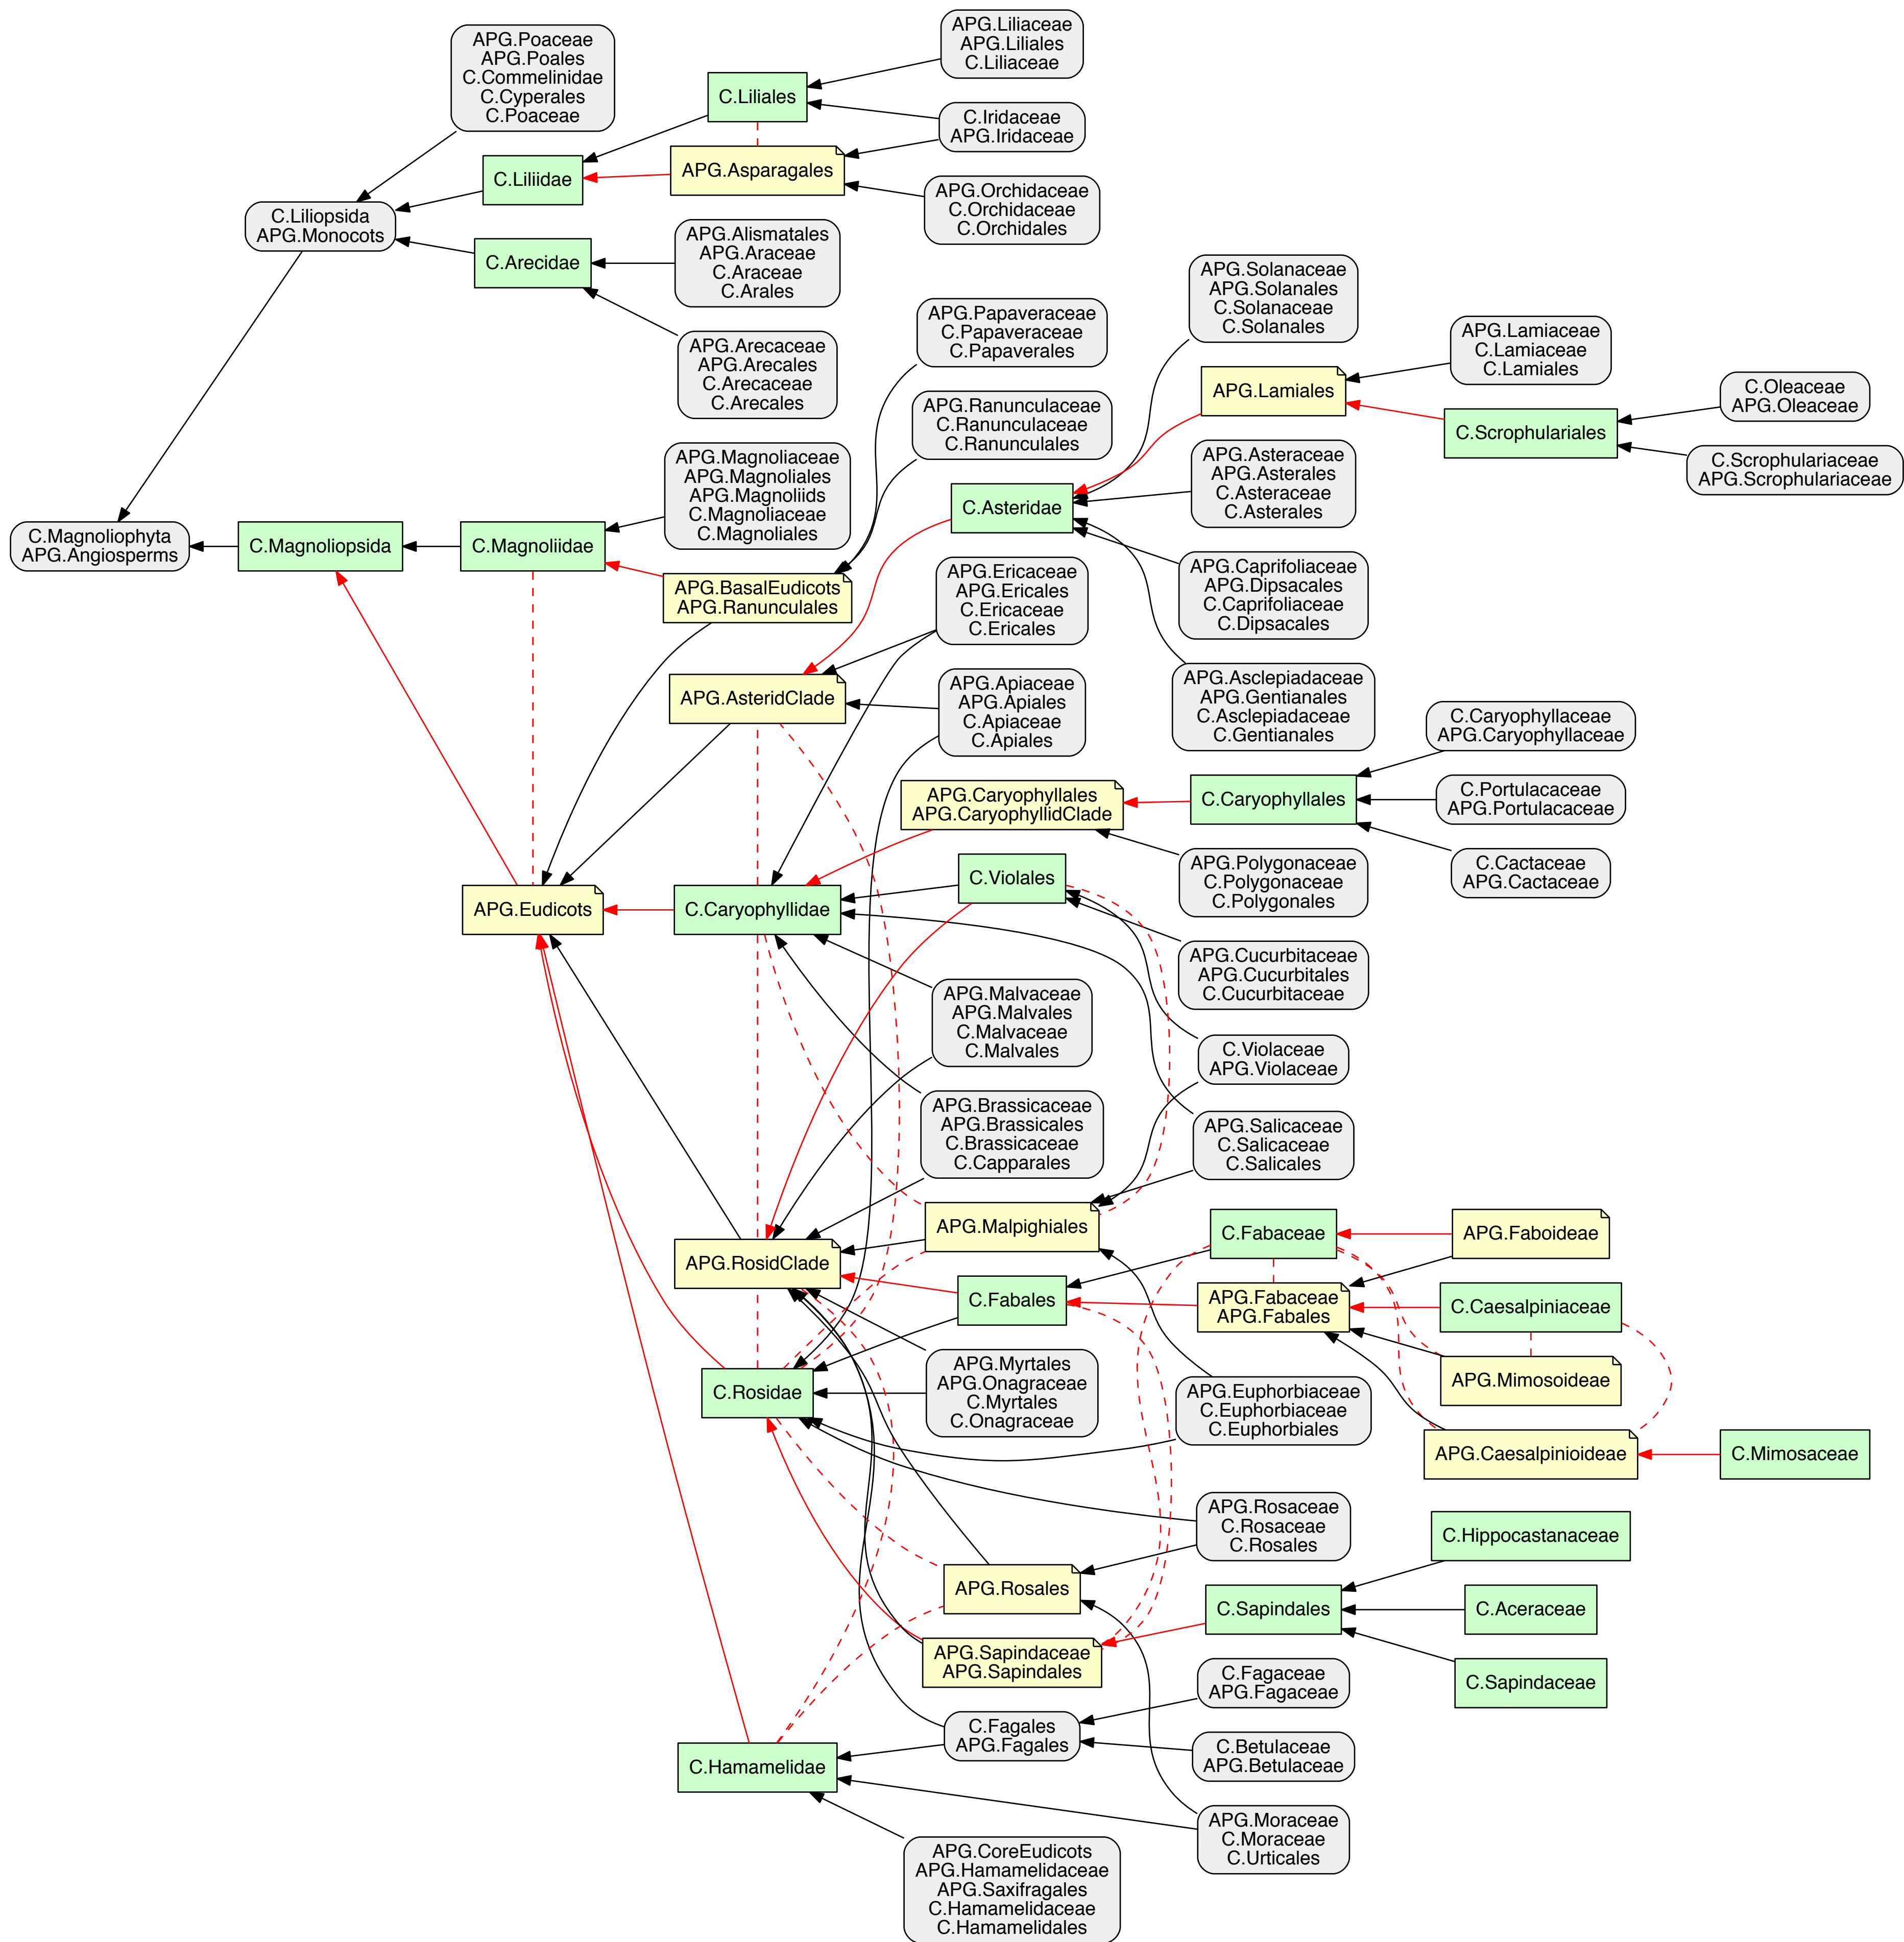 APG.Poaceae
APG.Poales
C.Commelinidae
C.Cyperales
C.Poaceae
APG.Liliaceae
APG.Liliales
C.Liliaceae
C.Liliales
C.Iridaceae
APG.Iridaceae
APG.Asparagales
C.Liliidae
APG.Orchidaceae
C.Orchidaceae
C.Orchidales
C.Liliopsida
APG.Monocots
C.Arecidae
APG.Alismatales
APG.Araceae
C.Araceae
C.Arales
APG.Arecaceae
APG.Arecales
C.Arecaceae
C.Arecales
APG.Papaveraceae
C.Papaveraceae
C.Papaverales
APG.Solanaceae
APG.Solanales
C.Solanaceae
C.Solanales
APG.Lamiaceae
C.Lamiaceae
C.Lamiales
APG.Lamiales
C.Oleaceae
APG.Oleaceae
C.Scrophulariales
C.Scrophulariaceae
APG.Scrophulariaceae
APG.Ranunculaceae
C.Ranunculaceae
C.Ranunculales
APG.Asteraceae
APG.Asterales
C.Asteraceae
C.Asterales
C.Asteridae
APG.Magnoliaceae
APG.Magnoliales
APG.Magnoliids
C.Magnoliaceae
C.Magnoliales
C.Magnoliophyta
APG.Angiosperms
C.Magnoliopsida
C.Magnoliidae
APG.BasalEudicots
APG.Ranunculales
APG.Ericaceae
APG.Ericales
C.Ericaceae
C.Ericales
APG.Caprifoliaceae
APG.Dipsacales
C.Caprifoliaceae
C.Dipsacales
APG.AsteridClade
APG.Apiaceae
APG.Apiales
C.Apiaceae
C.Apiales
APG.Asclepiadaceae
APG.Gentianales
C.Asclepiadaceae
C.Gentianales
C.Caryophyllaceae
APG.Caryophyllaceae
APG.Caryophyllales
APG.CaryophyllidClade
C.Caryophyllales
C.Portulacaceae
APG.Portulacaceae
APG.Polygonaceae
C.Polygonaceae
C.Polygonales
C.Cactaceae
APG.Cactaceae
C.Violales
APG.Eudicots
C.Caryophyllidae
APG.Cucurbitaceae
APG.Cucurbitales
C.Cucurbitaceae
APG.Malvaceae
APG.Malvales
C.Malvaceae
C.Malvales
C.Violaceae
APG.Violaceae
APG.Brassicaceae
APG.Brassicales
C.Brassicaceae
C.Capparales
APG.Salicaceae
C.Salicaceae
C.Salicales
APG.Malpighiales
C.Fabaceae
APG.Faboideae
APG.RosidClade
C.Fabales
APG.Fabaceae
APG.Fabales
C.Caesalpiniaceae
C.Rosidae
APG.Myrtales
APG.Onagraceae
C.Myrtales
C.Onagraceae
APG.Euphorbiaceae
C.Euphorbiaceae
C.Euphorbiales
APG.Mimosoideae
APG.Caesalpinioideae
C.Mimosaceae
APG.Rosaceae
C.Rosaceae
C.Rosales
C.Hippocastanaceae
APG.Rosales
C.Sapindales
C.Aceraceae
APG.Sapindaceae
APG.Sapindales
C.Sapindaceae
C.Fagaceae
APG.Fagaceae
C.Fagales
APG.Fagales
C.Betulaceae
APG.Betulaceae
C.Hamamelidae
APG.Moraceae
C.Moraceae
C.Urticales
APG.CoreEudicots
APG.Hamamelidaceae
APG.Saxifragales
C.Hamamelidaceae
C.Hamamelidales